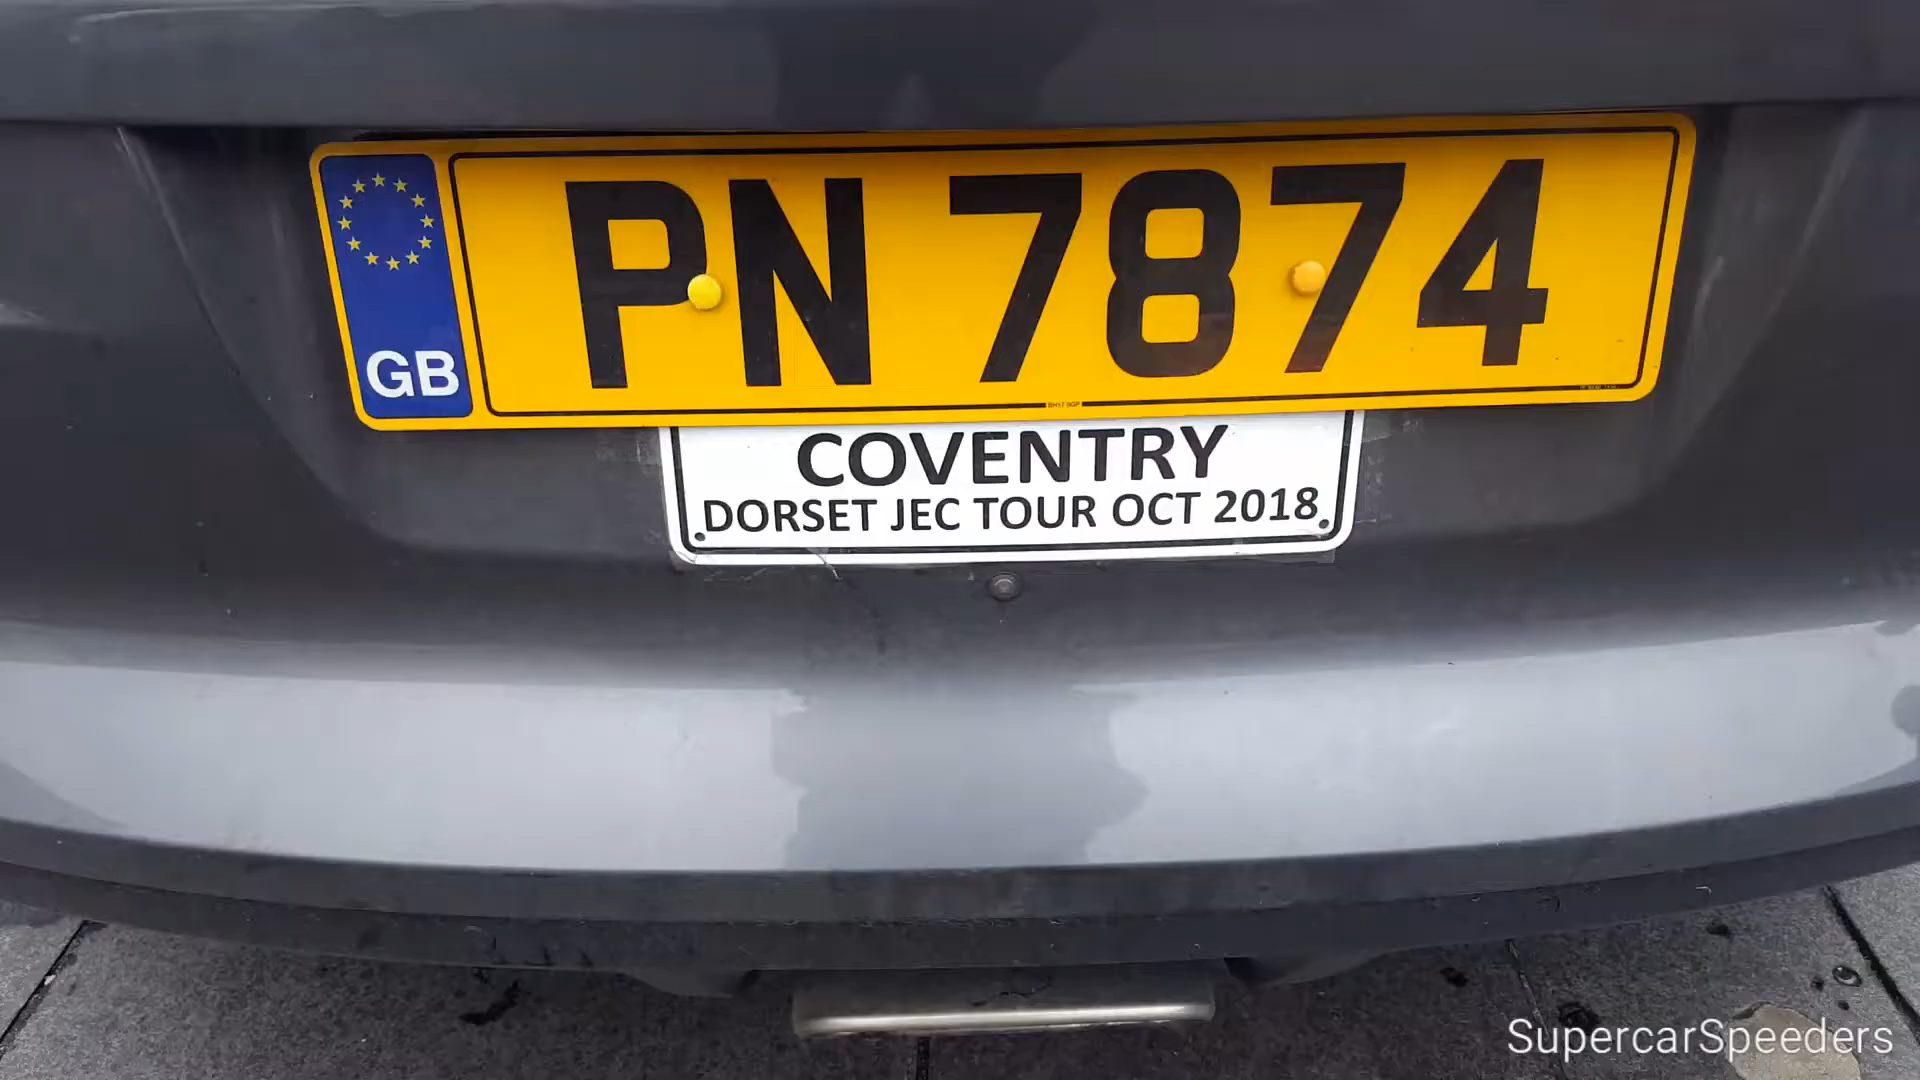 PN 7874
GB
COVENTRY
DORSET JEC TOUR OCT 2018
SupercarSpeeders